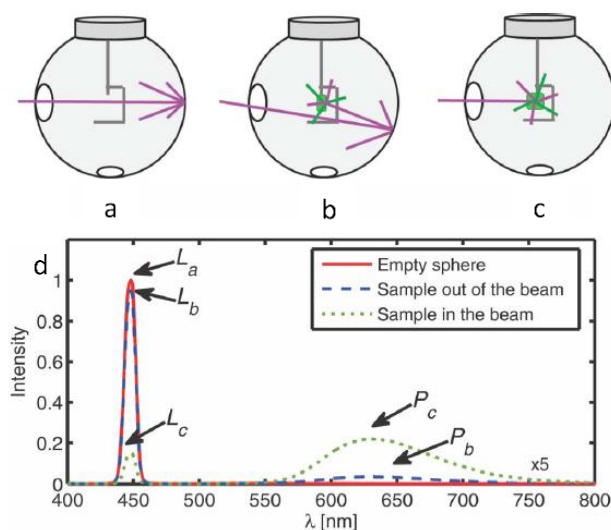 a
b
c
d
L_a
L_b
L_c
P_c
P_b
x5
Empty sphere
Sample out of the beam
Sample in the beam
Intensity
1
0.8
0.6
0.4
0.2
0
400 450 500 550 600 650 700 750 800
λ [nm]